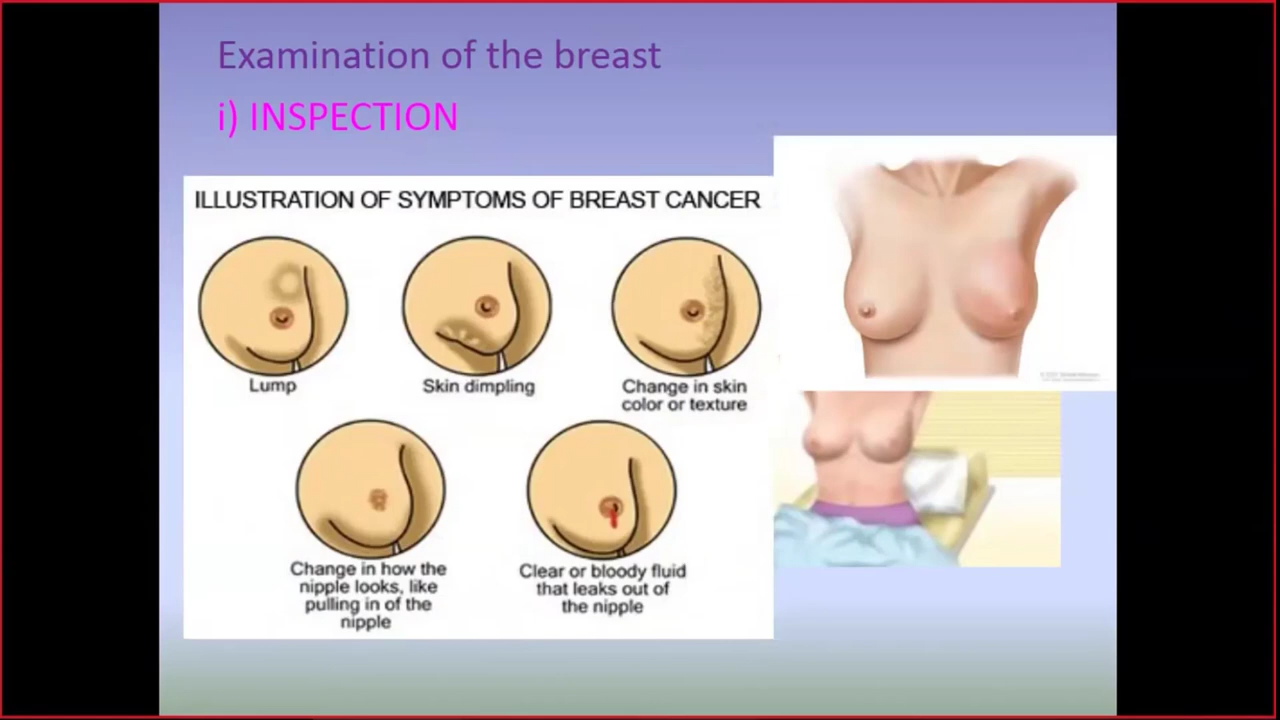 Examination of the breast
i) INSPECTION
ILLUSTRATION OF SYMPTOMS OF BREAST CANCER
Lump
Skin dimpling
Change in skin
color or texture
Change in how the
nipple looks, like
pulling in of the
nipple
Clear or bloody fluid
that leaks out of
the nipple